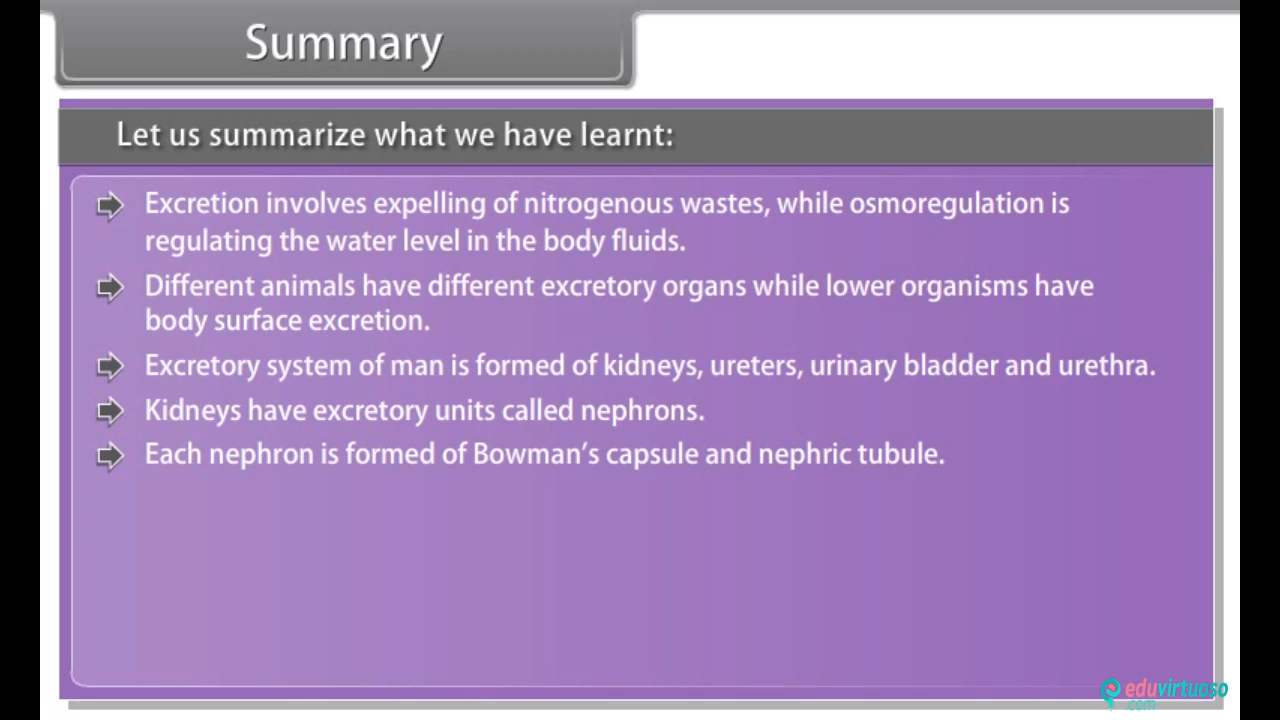 Summary
Let us summarize what we have learnt:
Excretion involves expelling of nitrogenous wastes, while osmoregulation is
regulating the water level in the body fluids.
Different animals have different excretory organs while lower organisms have
body surface excretion.
Excretory system of man is formed of kidneys, ureters, urinary bladder and urethra.
Kidneys have excretory units called nephrons.
Each nephron is formed of Bowman’s capsule and nephric tubule.
eduvirtuoso
.com